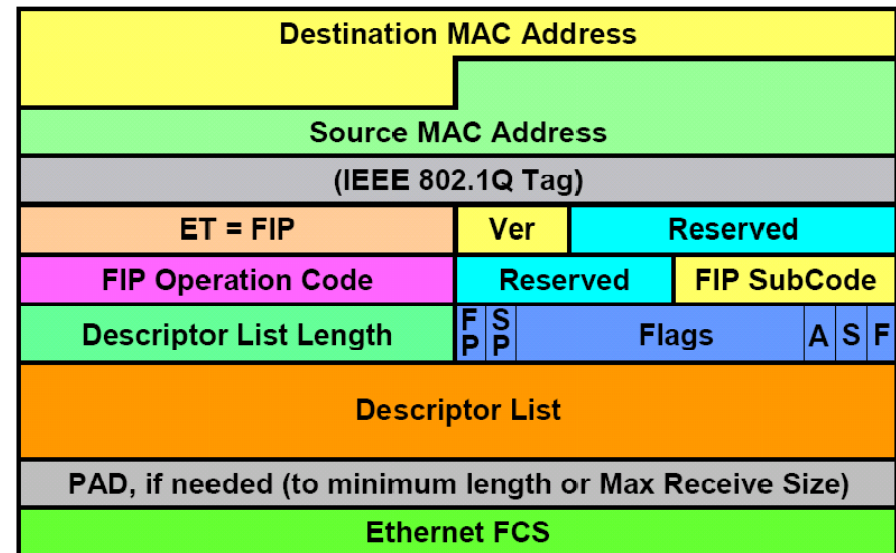 Destination MAC Address
Source MAC Address
(IEEE 802.1Q Tag)
ET = FIP Ver Reserved
FIP Operation Code Reserved FIP SubCode
Descriptor List Length FP SP Flags A S F
Descriptor List
PAD, if needed (to minimum length or Max Receive Size)
Ethernet FCS